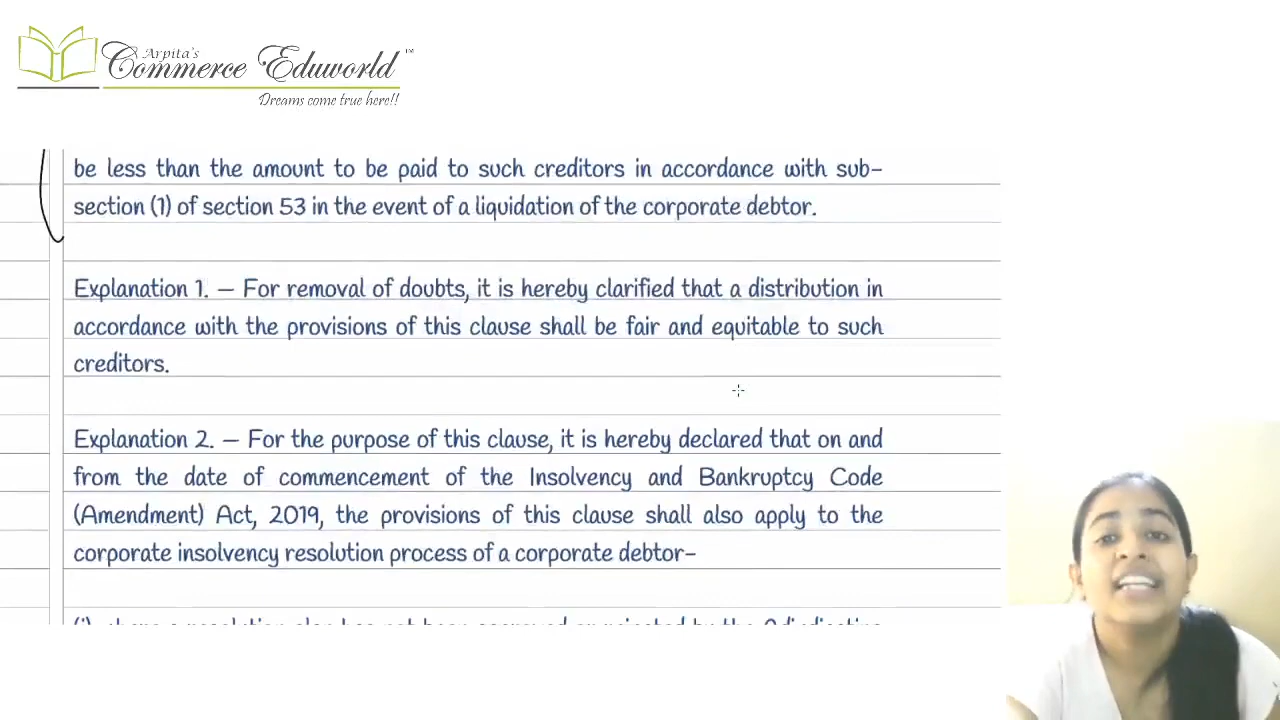 Arpita's
Commerce Eduworld™
Dreams come true here!!
be less than the amount to be paid to such creditors in accordance with sub-
section (1) of section 53 in the event of a liquidation of the corporate debtor.
Explanation 1. – For removal of doubts, it is hereby clarified that a distribution in
accordance with the provisions of this clause shall be fair and equitable to such
creditors.
Explanation 2. – For the purpose of this clause, it is hereby declared that on and
from the date of commencement of the Insolvency and Bankruptcy Code
(Amendment) Act, 2019, the provisions of this clause shall also apply to the
corporate insolvency resolution process of a corporate debtor-